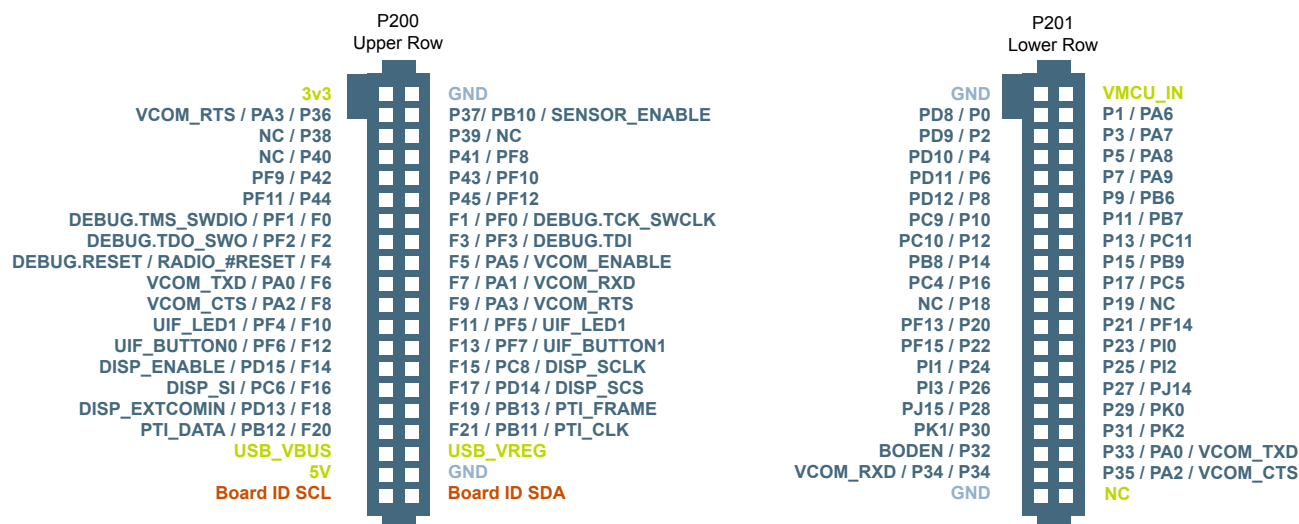 P200
Upper Row
P201
Lower Row
3v3 GND
VCOM_RTS / PA3 / P36 P37/ PB10 / SENSOR_ENABLE
NC / P38 P39 / NC
NC / P40 P41 / PF8
PF9 / P42 P43 / PF10
PF11 / P44 P45 / PF12
DEBUG.TMS_SWDIO / PF1 / F0 F1 / PF0 / DEBUG.TCK_SWCLK
DEBUG.TDO_SWO / PF2 / F2 F3 / PF3 / DEBUG.TDI
DEBUG.RESET / RADIO_#RESET / F4 F5 / PA5 / VCOM_ENABLE
VCOM_TXD / PA0 / F6 F7 / PA1 / VCOM_RXD
VCOM_CTS / PA2 / F8 F9 / PA3 / VCOM_RTS
UIF_LED1 / PF4 / F10 F11 / PF5 / UIF_LED1
UIF_BUTTON0 / PF6 / F12 F13 / PF7 / UIF_BUTTON1
DISP_ENABLE / PD15 / F14 F15 / PC8 / DISP_SCLK
DISP_SI / PC6 / F16 F17 / PD14 / DISP_SCS
DISP_EXTCOMIN / PD13 / F18 F19 / PB13 / PTI_FRAME
PTI_DATA / PB12 / F20 F21 / PB11 / PTI_CLK
USB_VBUS USB_VREG
5V GND
Board ID SCL Board ID SDA
GND VMCU_IN
PD8 / P0 P1 / PA6
PD9 / P2 P3 / PA7
PD10 / P4 P5 / PA8
PD11 / P6 P7 / PA9
PD12 / P8 P9 / PB6
PC9 / P10 P11 / PB7
PC10 / P12 P13 / PC11
PB8 / P14 P15 / PB9
PC4 / P16 P17 / PC5
NC / P18 P19 / NC
PF13 / P20 P21 / PF14
PF15 / P22 P23 / PI0
PI1 / P24 P25 / PI2
PI3 / P26 P27 / PJ14
PJ15 / P28 P29 / PK0
PK1/ P30 P31 / PK2
BODEN / P32 P33 / PA0 / VCOM_TXD
VCOM_RXD / P34 / P34 P35 / PA2 / VCOM_CTS
GND NC